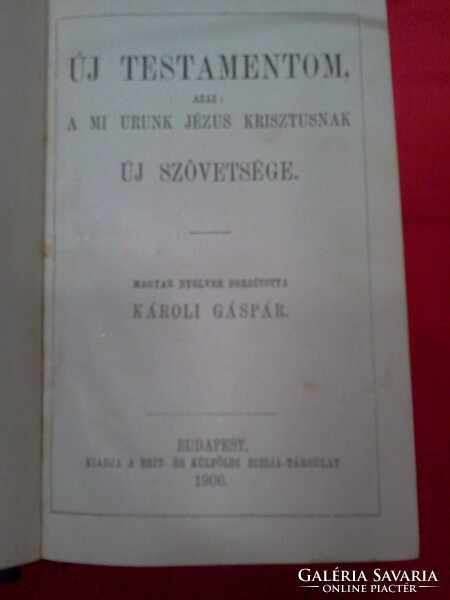 ÚJ TESTAMENTOM,
AZAZ:
A MI URUNK JÉZUS KRISZTUSNAK
ÚJ SZÖVETSÉGE.
MAGYAR NYELVRE FORDÍTOTTA
KÁROLI GÁSPÁR.
BUDAPEST,
KIADJA A BRIT- ÉS KÜLFÖLDI BIBLIA-TÁRSULAT
1906.
GALÉRIA SAVARIA
ONLINE PIACTÉR